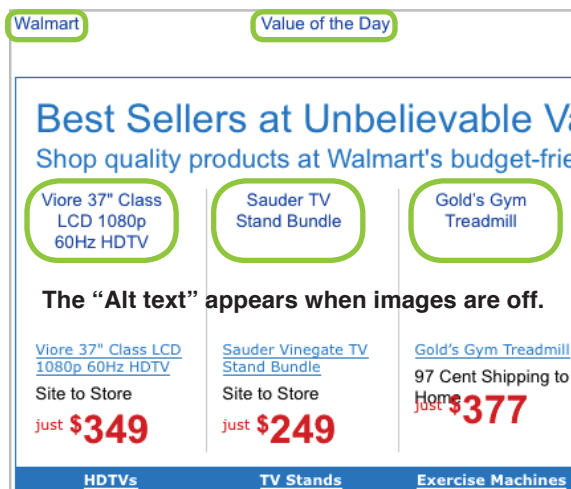 Walmart Value of the Day
Best Sellers at Unbelievable
Shop quality products at Walmart's
Viore 37" Class
LCD 1080p
60Hz HDTV
Sauder TV
Stand Bundle
Gold's Gym
Treadmill
The “Alt text” appears when images are off.
Viore 37" Class LCD
1080p 60Hz HDTV
Site to Store
just $349
Sauder Vinegate TV
Stand Bundle
Site to Store
just $249
Gold's Gym Treadmill
97 Cent Shipping to
Home
just $377
HDTVs TV Stands Exercise Machines